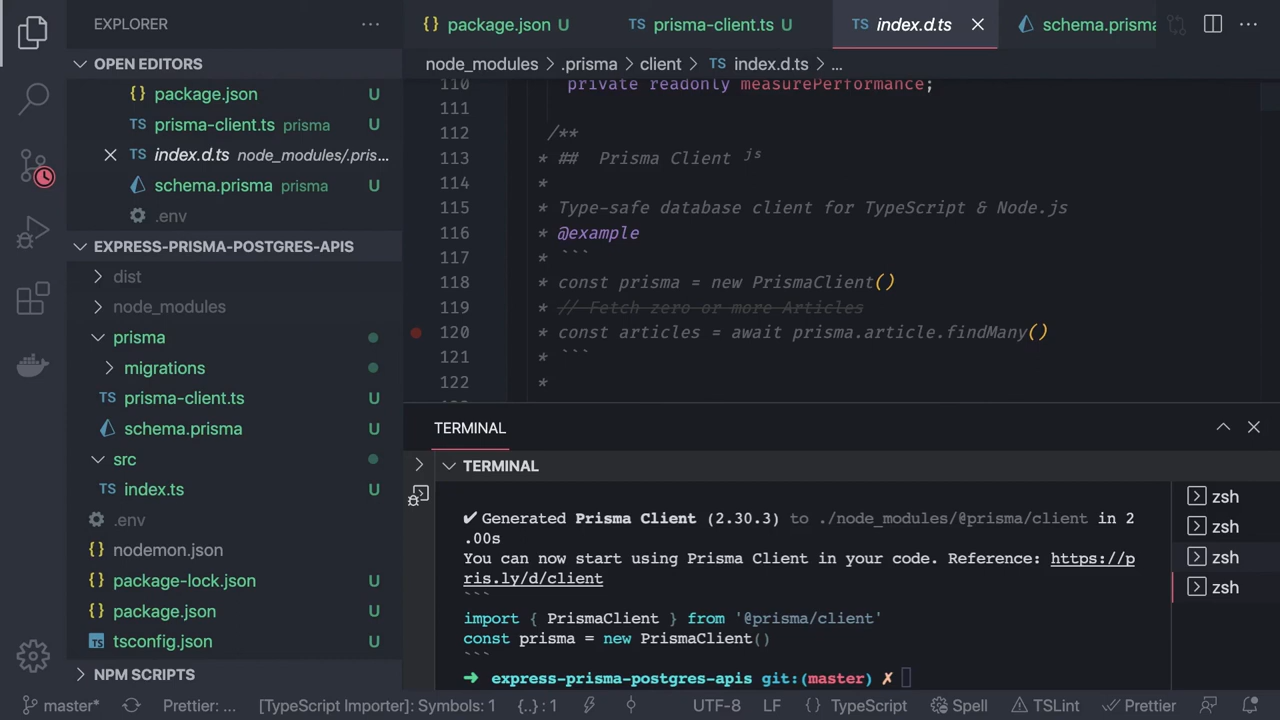 EXPLORER
OPEN EDITORS
{} package.json U
TS prisma-client.ts prisma U
TS index.d.ts node_modules/.pris...
schema.prisma prisma U
.env
EXPRESS-PRISMA-POSTGRES-APIS
dist
node_modules
prisma
migrations
TS prisma-client.ts U
schema.prisma U
src
TS index.ts U
.env
{} nodemon.json U
{} package-lock.json U
{} package.json U
TS tsconfig.json U
NPM SCRIPTS
{} package.json U
TS prisma-client.ts U
TS index.d.ts
schema.prisma
node_modules > .prisma > client > TS index.d.ts > ...
110 private readonly measurePerformance;
111
112 /**
113 * ## Prisma Client js
114 *
115 * Type-safe database client for TypeScript & Node.js
116 * @example
117 * ```
118 * const prisma = new PrismaClient()
119 * // Fetch zero or more Articles
120 * const articles = await prisma.article.findMany()
121 * ```
122 *
TERMINAL
TERMINAL
✔ Generated Prisma Client (2.30.3) to ./node_modules/@prisma/client in 2
.00s
You can now start using Prisma Client in your code. Reference: https://p
ris.ly/d/client
```
import { PrismaClient } from '@prisma/client'
const prisma = new PrismaClient()
```
➜ express-prisma-postgres-apis git:(master) ✗
zsh
zsh
zsh
zsh
master* [TypeScript Importer]: Symbols: 1 {..} : 1 UTF-8 LF TypeScript Spell TSLint Prettier
Prettier: ...